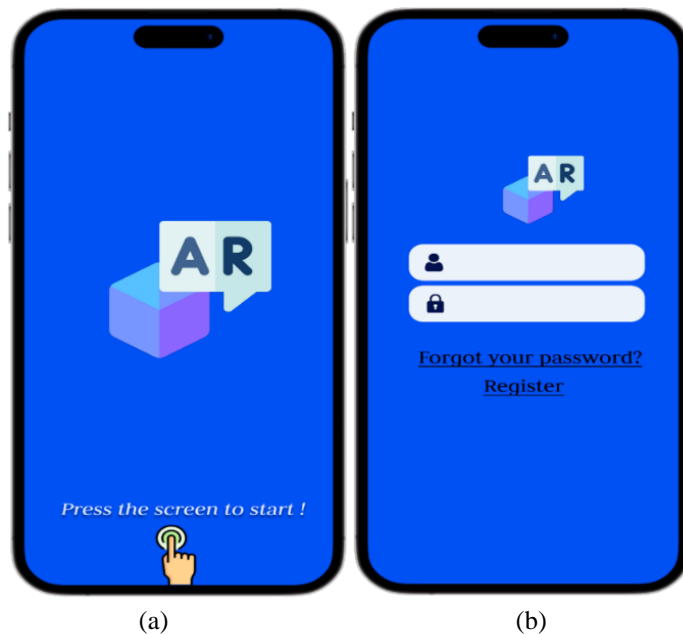 AR
Press the screen to start !
(a)
AR
Forgot your password?
Register
(b)